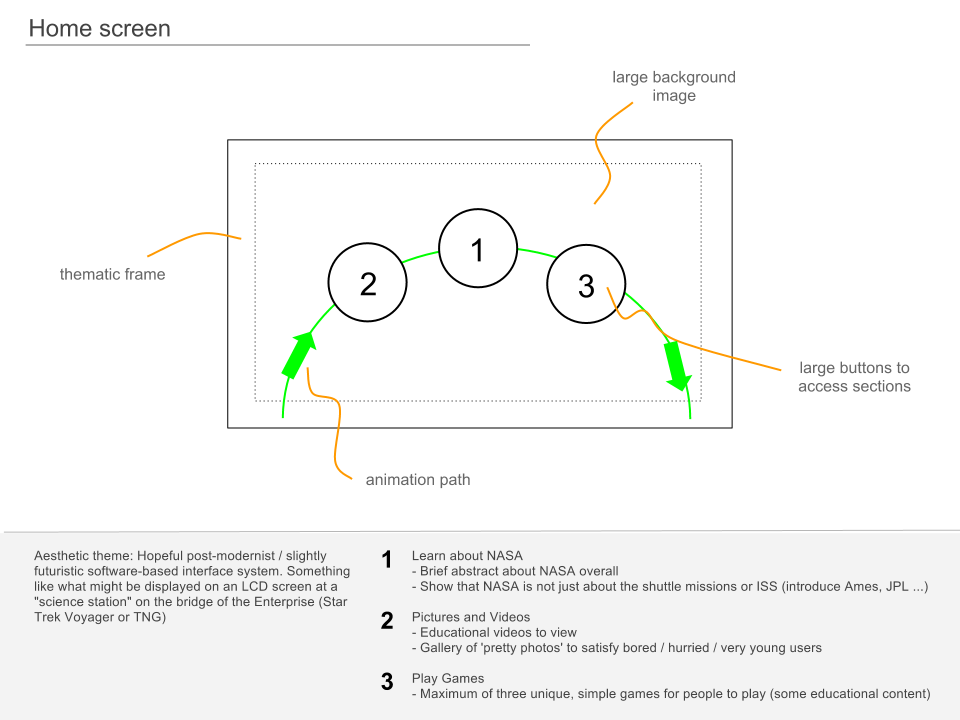 Home screen
large background
image
thematic frame
2
1
3
large buttons to
access sections
animation path
Aesthetic theme: Hopeful post-modernist / slightly
futuristic software-based interface system. Something
like what might be displayed on an LCD screen at a
"science station" on the bridge of the Enterprise (Star
Trek Voyager or TNG)
1 Learn about NASA
- Brief abstract about NASA overall
- Show that NASA is not just about the shuttle missions or ISS (introduce Ames, JPL ...)
2 Pictures and Videos
- Educational videos to view
- Gallery of 'pretty photos' to satisfy bored / hurried / very young users
3 Play Games
- Maximum of three unique, simple games for people to play (some educational content)